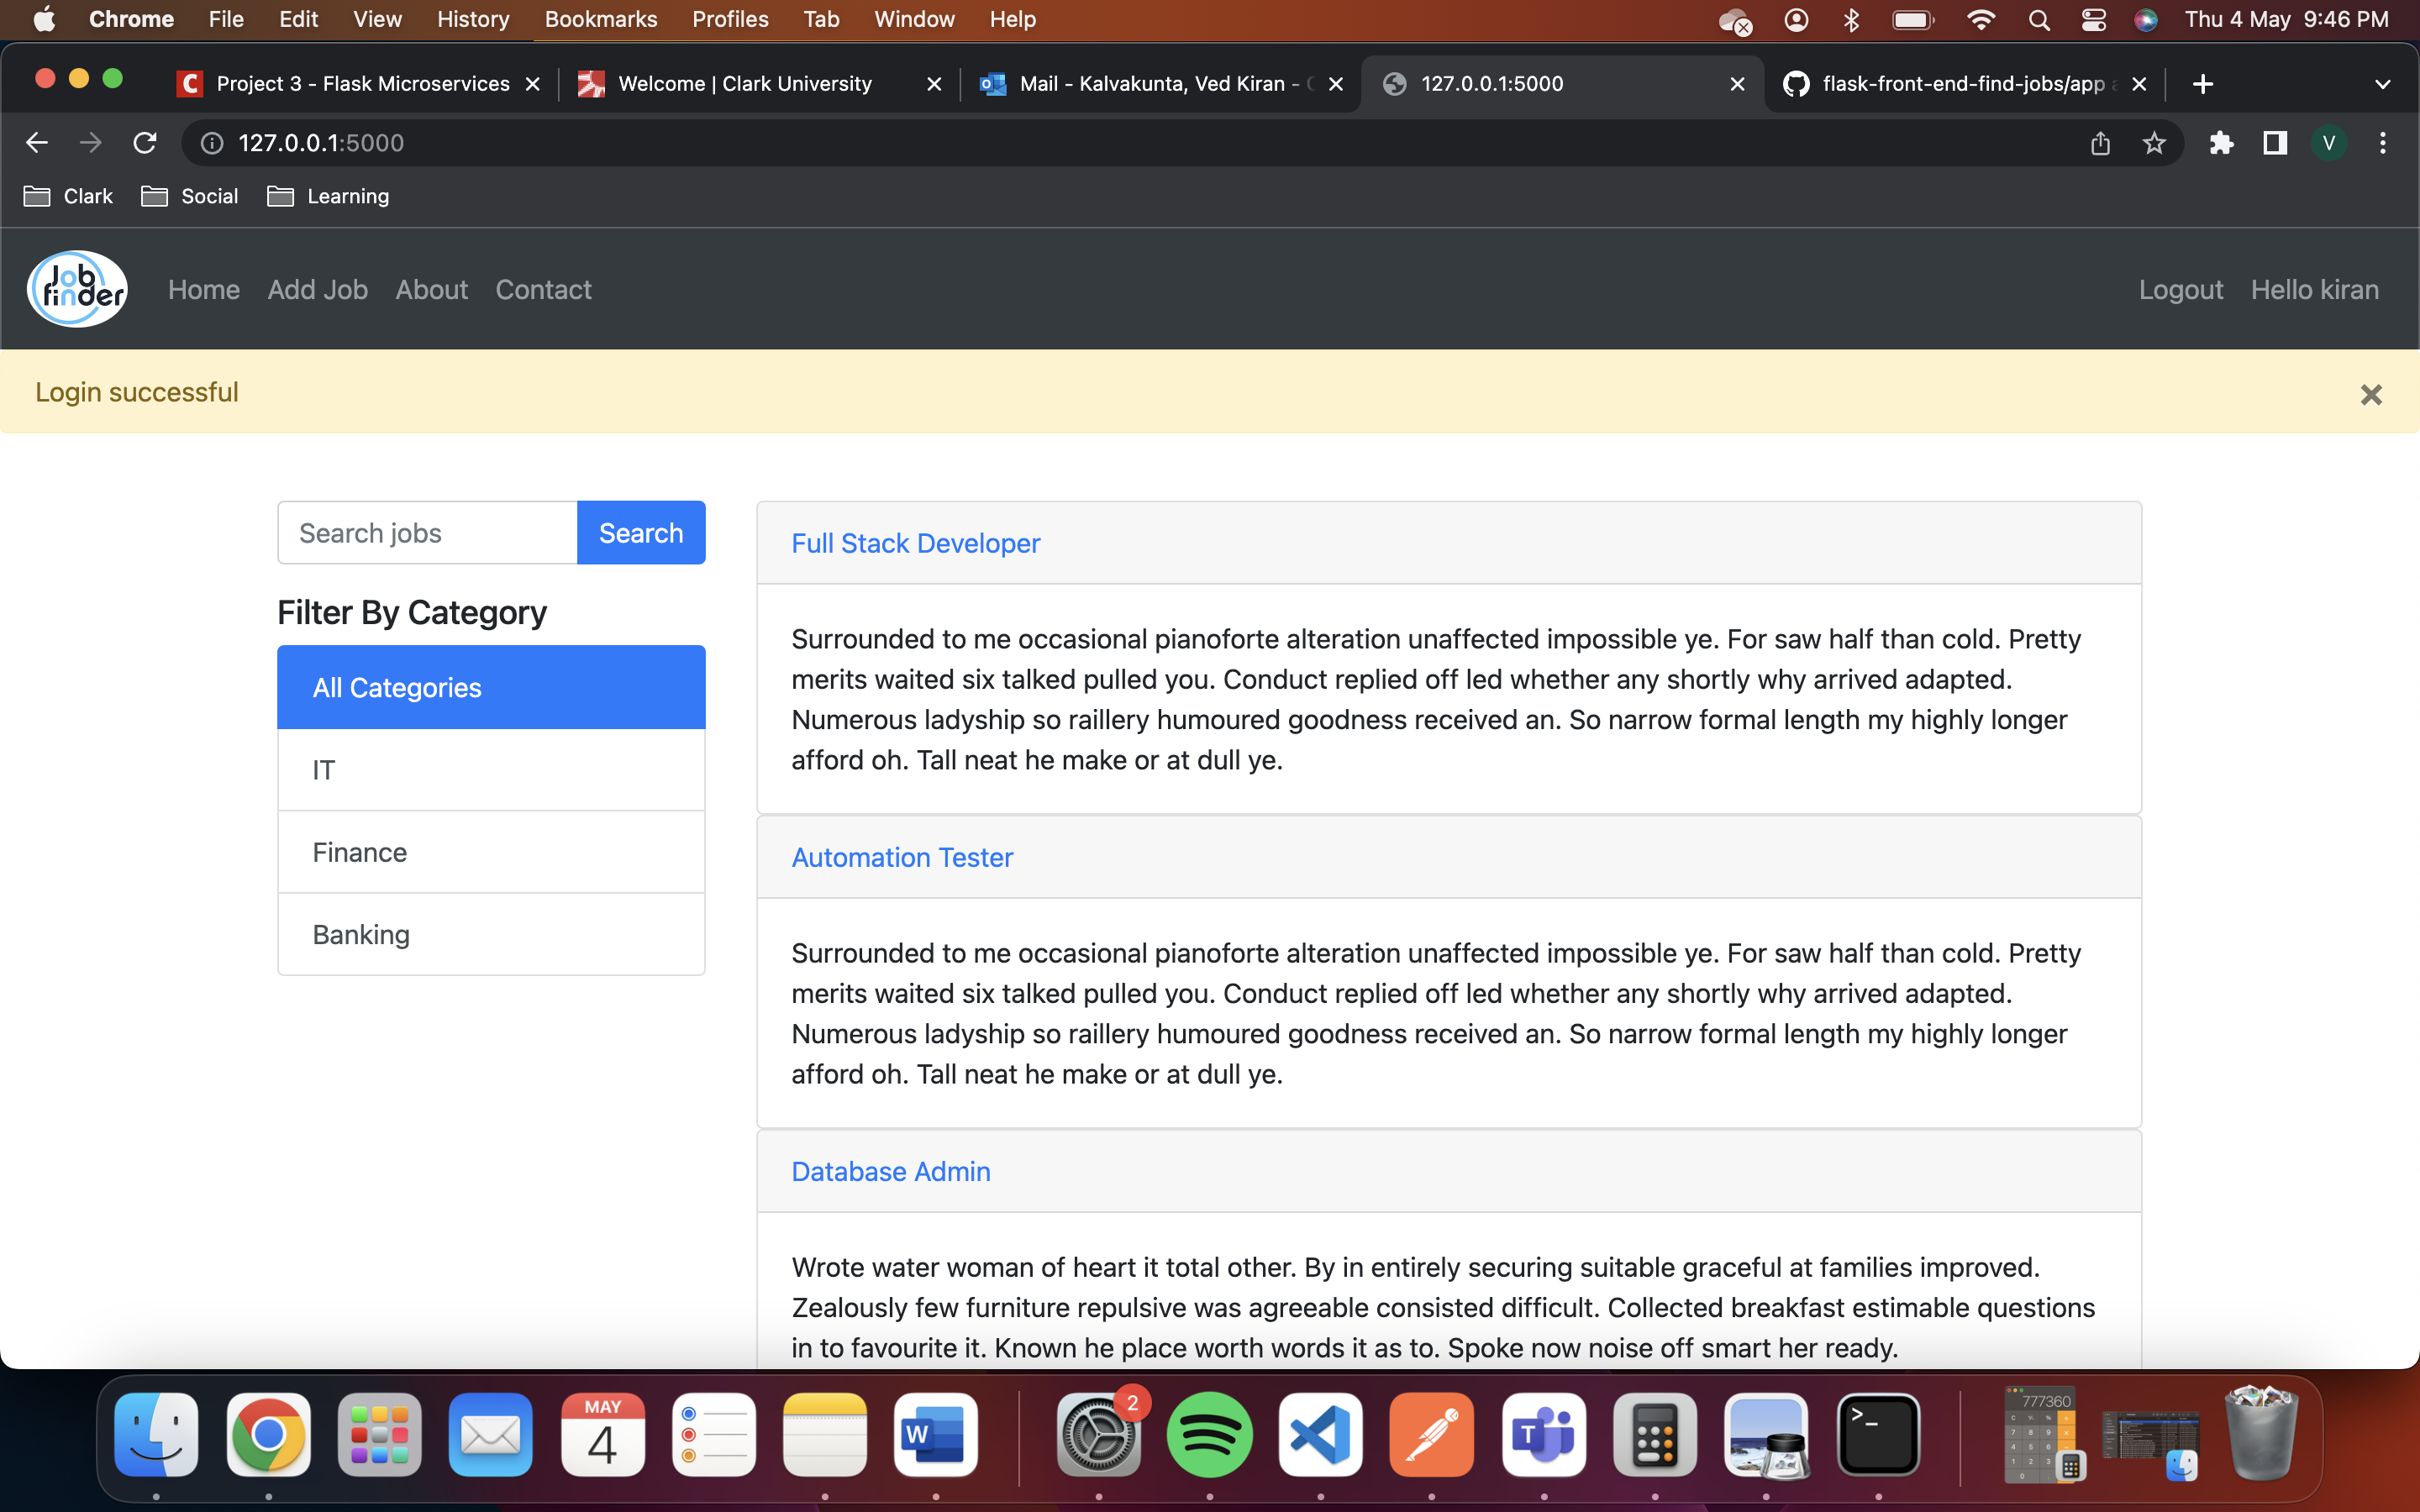 Chrome File Edit View History Bookmarks Profiles Tab Window Help Thu 4 May 9:46 PM
Project 3 - Flask Microservices Welcome | Clark University Mail - Kalvakunta, Ved Kiran - 127.0.0.1:5000 flask-front-end-find-jobs/app
127.0.0.1:5000 V
Clark Social Learning
Job
finder
Home Add Job About Contact Logout Hello kiran
Login successful
Search jobs Search
Filter By Category
All Categories
IT
Finance
Banking
Full Stack Developer
Surrounded to me occasional pianoforte alteration unaffected impossible ye. For saw half than cold. Pretty
merits waited six talked pulled you. Conduct replied off led whether any shortly why arrived adapted.
Numerous ladyship so raillery humoured goodness received an. So narrow formal length my highly longer
afford oh. Tall neat he make or at dull ye.
Automation Tester
Surrounded to me occasional pianoforte alteration unaffected impossible ye. For saw half than cold. Pretty
merits waited six talked pulled you. Conduct replied off led whether any shortly why arrived adapted.
Numerous ladyship so raillery humoured goodness received an. So narrow formal length my highly longer
afford oh. Tall neat he make or at dull ye.
Database Admin
Wrote water woman of heart it total other. By in entirely securing suitable graceful at families improved.
Zealously few furniture repulsive was agreeable consisted difficult. Collected breakfast estimable questions
in to favourite it. Known he place worth words it as to. Spoke now noise off smart her ready.
MAY
4
W
2
T
>_
777360